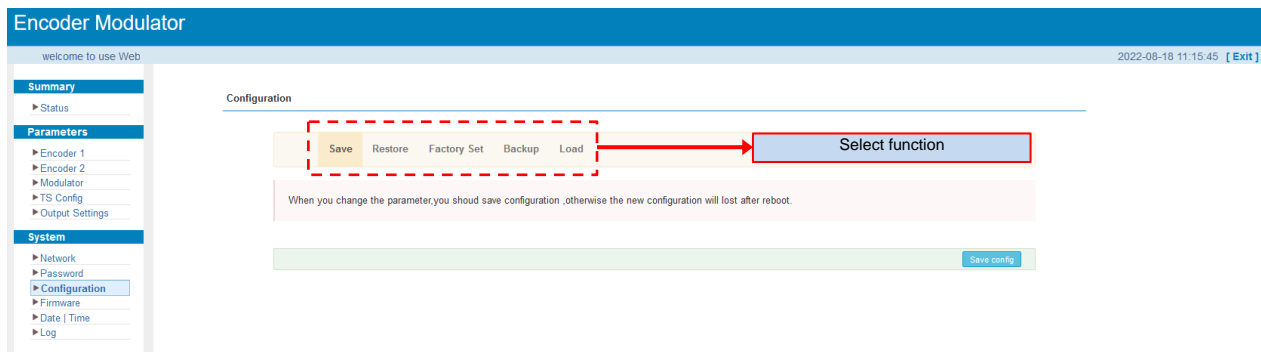 Encoder Modulator
welcome to use Web
2022-08-18 11:15:45 [ Exit ]
Summary
Status
Parameters
Encoder 1
Encoder 2
Modulator
TS Config
Output Settings
System
Network
Password
Configuration
Firmware
Date | Time
Log
Configuration
Save Restore Factory Set Backup Load
Select function
When you change the parameter,you shoud save configuration ,otherwise the new configuration will lost after reboot.
Save config